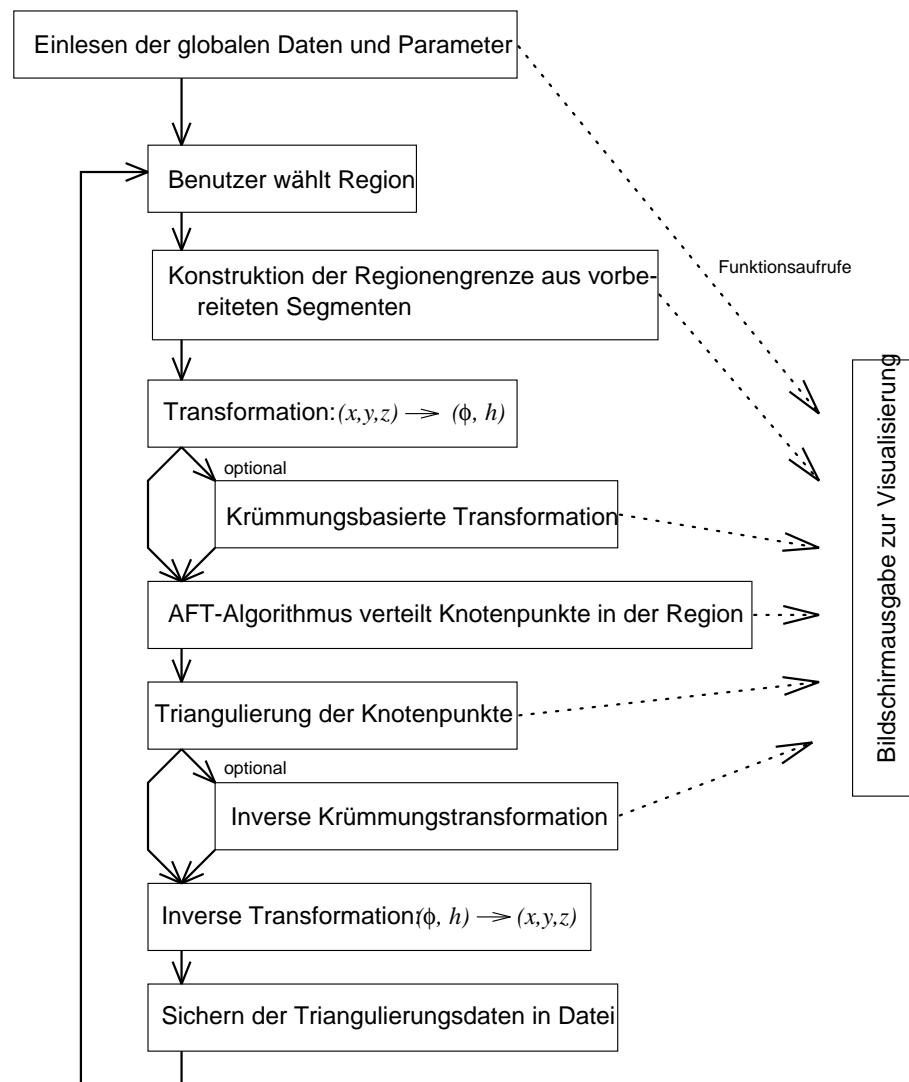 Einlesen der globalen Daten und Parameter
Benutzer wählt Region
Funktionsaufrufe
Konstruktion der Regionengrenze aus vorbe-
reiteten Segmenten
Transformation: (x,y,z) → (ϕ, h)
optional
Krümmungsbasierte Transformation
AFT-Algorithmus verteilt Knotenpunkte in der Region
Triangulierung der Knotenpunkte
optional
Inverse Krümmungstransformation
Inverse Transformation: (ϕ, h) → (x,y,z)
Sichern der Triangulierungsdaten in Datei
Bildschirmausgabe zur Visualisierung